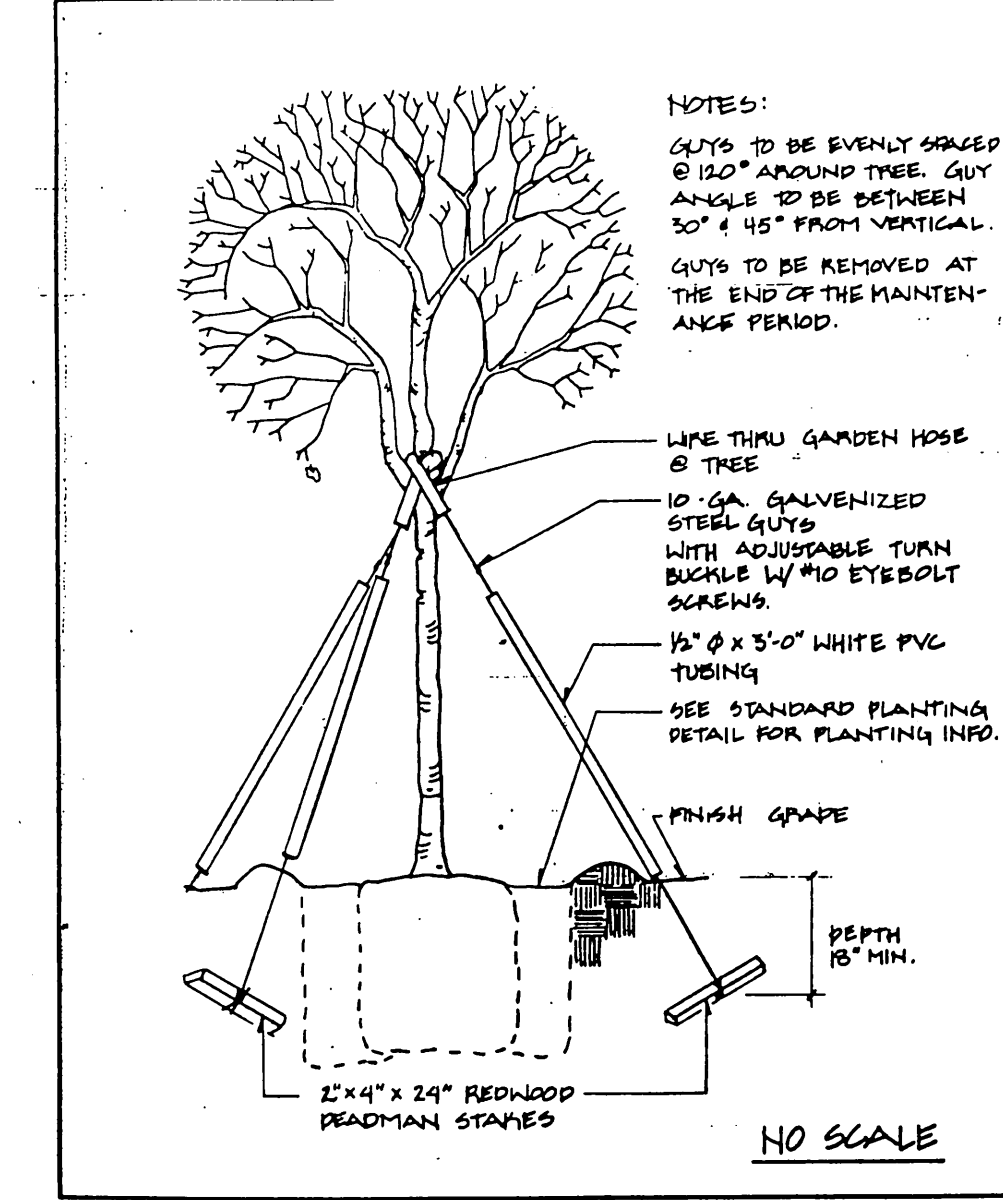 NOTES:
GUYS TO BE EVENLY SPACED
@ 120° AROUND TREE. GUY
ANGLE TO BE BETWEEN
30° & 45° FROM VERTICAL.
GUYS TO BE REMOVED AT
THE END OF THE MAINTEN-
ANCE PERIOD.
WIRE THRU GARDEN HOSE
@ TREE
10 · GA. GALVENIZED
STEEL GUYS
WITH ADJUSTABLE TURN
BUCKLE W/ #10 EYEBOLT
SCREWS.
1/2" φ x 3'-0" WHITE PVC
TUBING
SEE STANDARD PLANTING
DETAIL FOR PLANTING INFO.
FINISH GRADE
DEPTH
18" MIN.
2"x4"x 24" REDWOOD
DEADMAN STAKES
NO SCALE